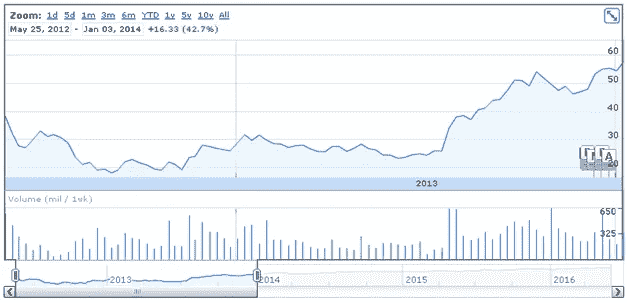 Zoom: 1d 5d 1m 3m 6m YTD 1y 5y 10y All
May 25, 2012 - Jan 03, 2014 +16.33 (42.7%)
60
50
40
30
A
20
2013
Volume (mil / 1wk)
650
325
2013 2014 2015 2016